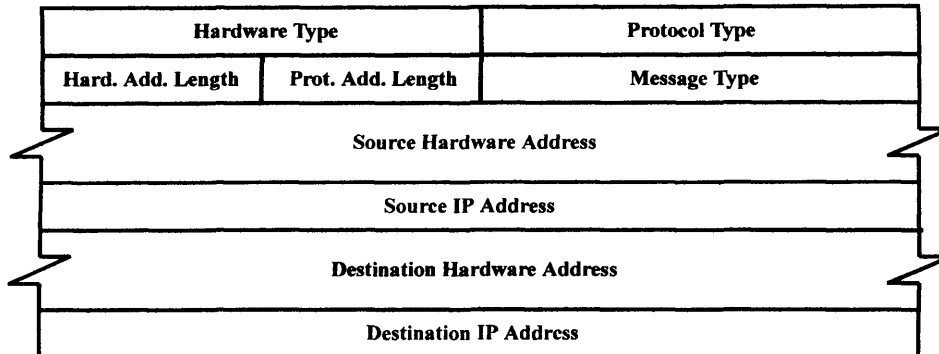 Hardware Type Protocol Type
Hard. Add. Length Prot. Add. Length Message Type
Source Hardware Address
Source IP Address
Destination Hardware Address
Destination IP Address